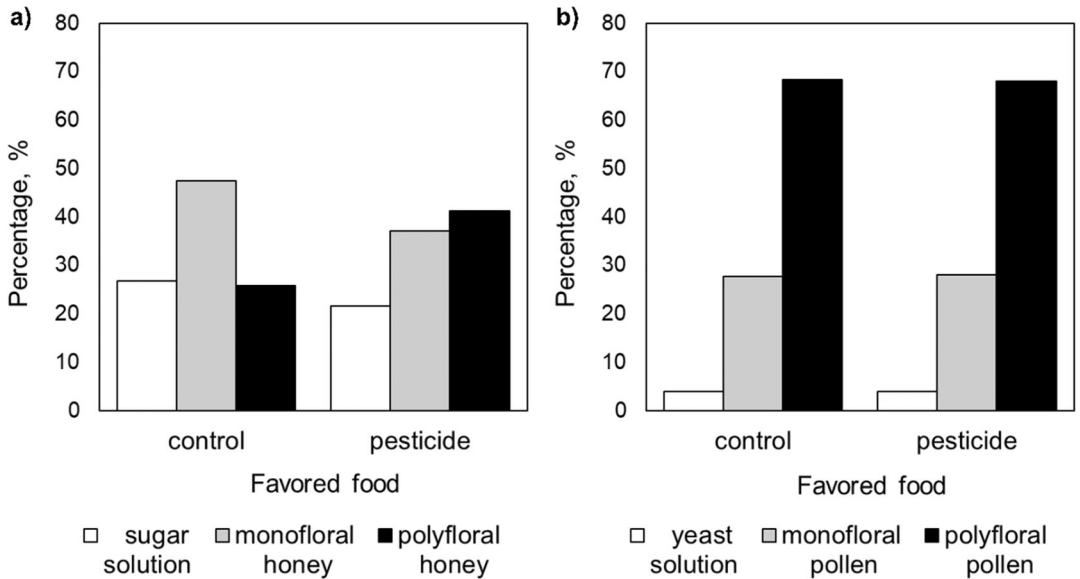 a)
80
70
60
50
40
30
20
10
0
Percentage, %
control pesticide
Favored food
sugar solution
monofloral honey
polyfloral honey
b)
80
70
60
50
40
30
20
10
0
Percentage, %
control pesticide
Favored food
yeast solution
monofloral pollen
polyfloral pollen